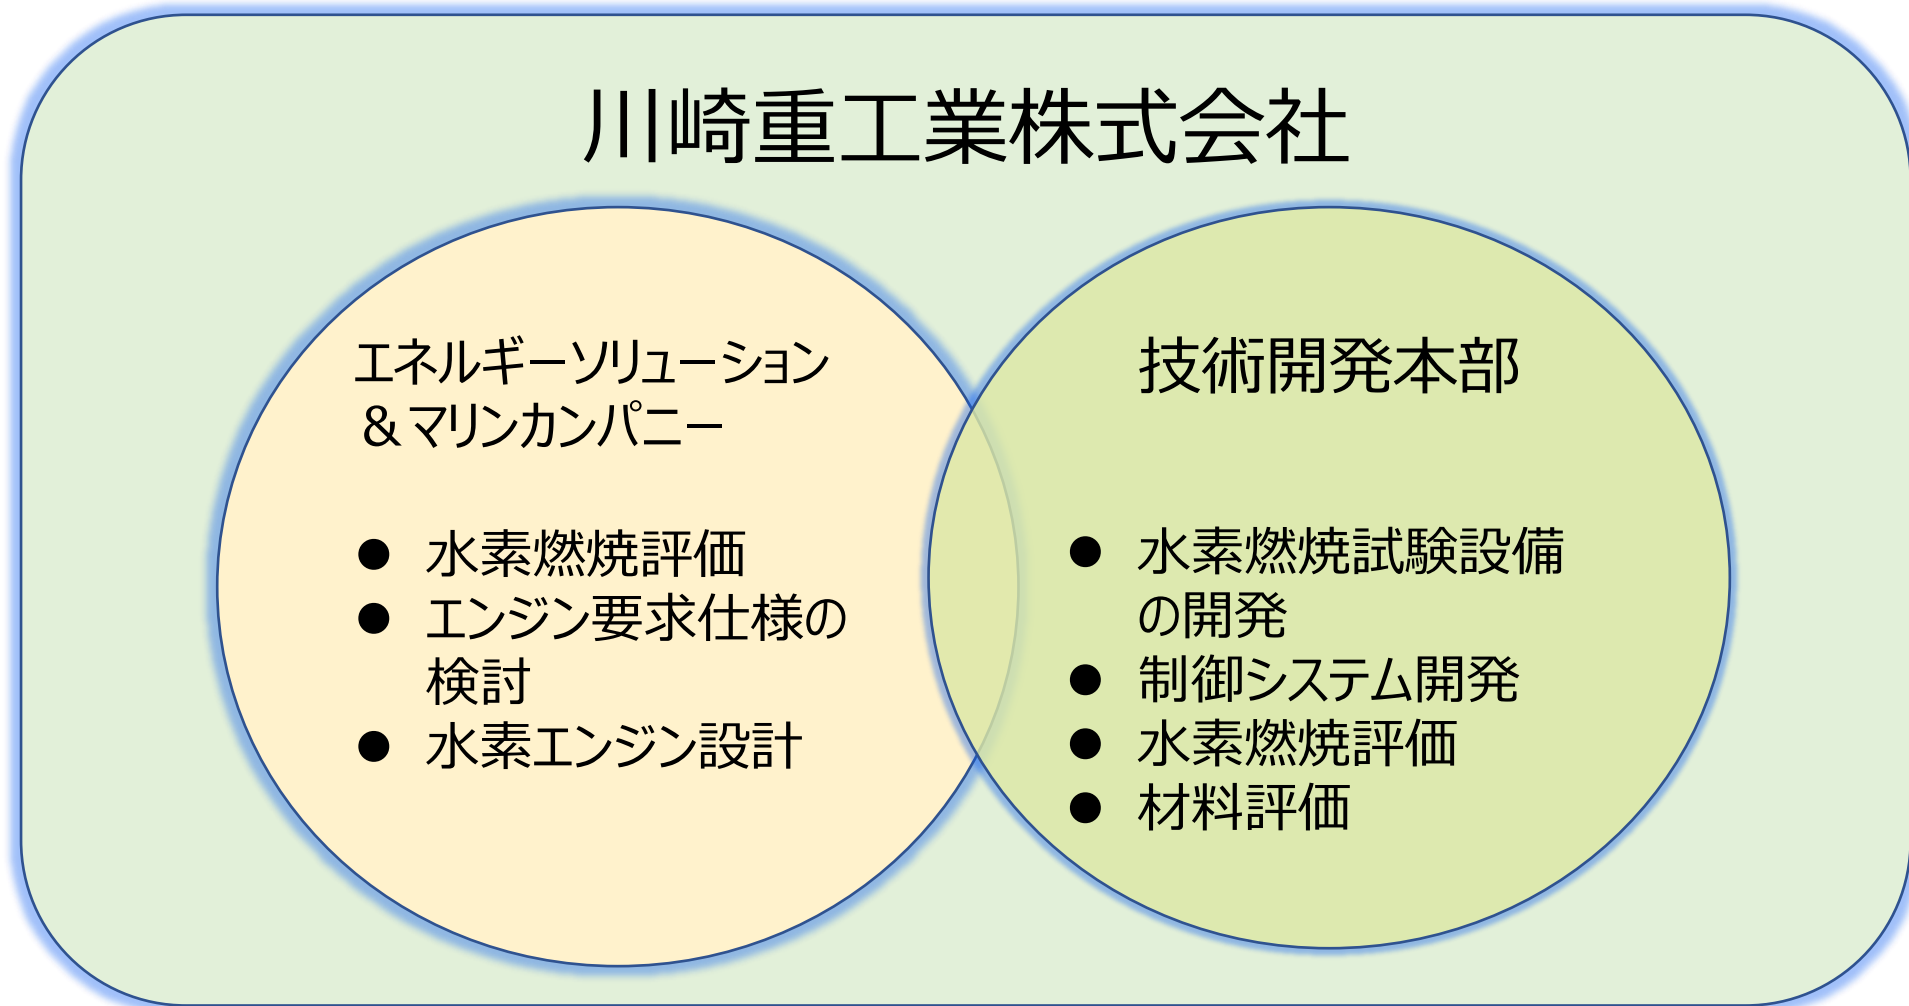 川崎重工業株式会社
エネルギーソリューション
＆マリンカンパニー
● 水素燃焼評価
● エンジン要求仕様の
検討
● 水素エンジン設計
技術開発本部
● 水素燃焼試験設備
の開発
● 制御システム開発
● 水素燃焼評価
● 材料評価